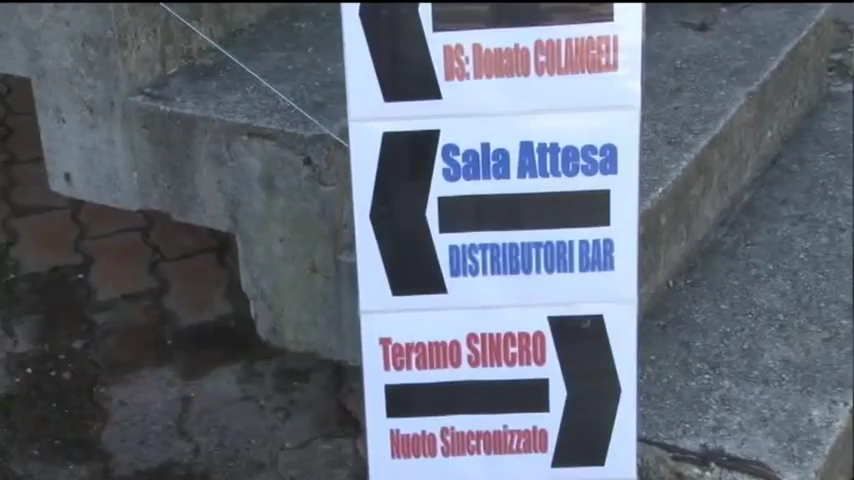 DS: Donato COLANGELI
Sala Attesa
DISTRIBUTORI BAR
Teramo SINCRO
Nuoto Sincronizzato